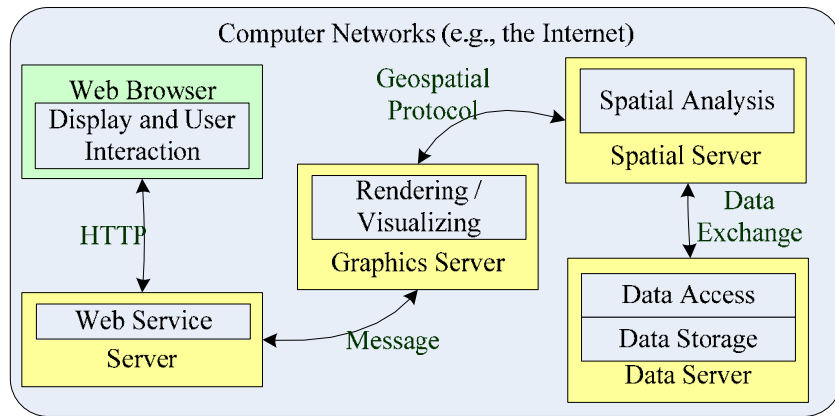 Computer Networks (e.g., the Internet)
Web Browser
Display and User
Interaction
HTTP
Web Service
Server
Message
Geospatial
Protocol
Rendering /
Visualizing
Graphics Server
Spatial Analysis
Spatial Server
Data
Exchange
Data Access
Data Storage
Data Server